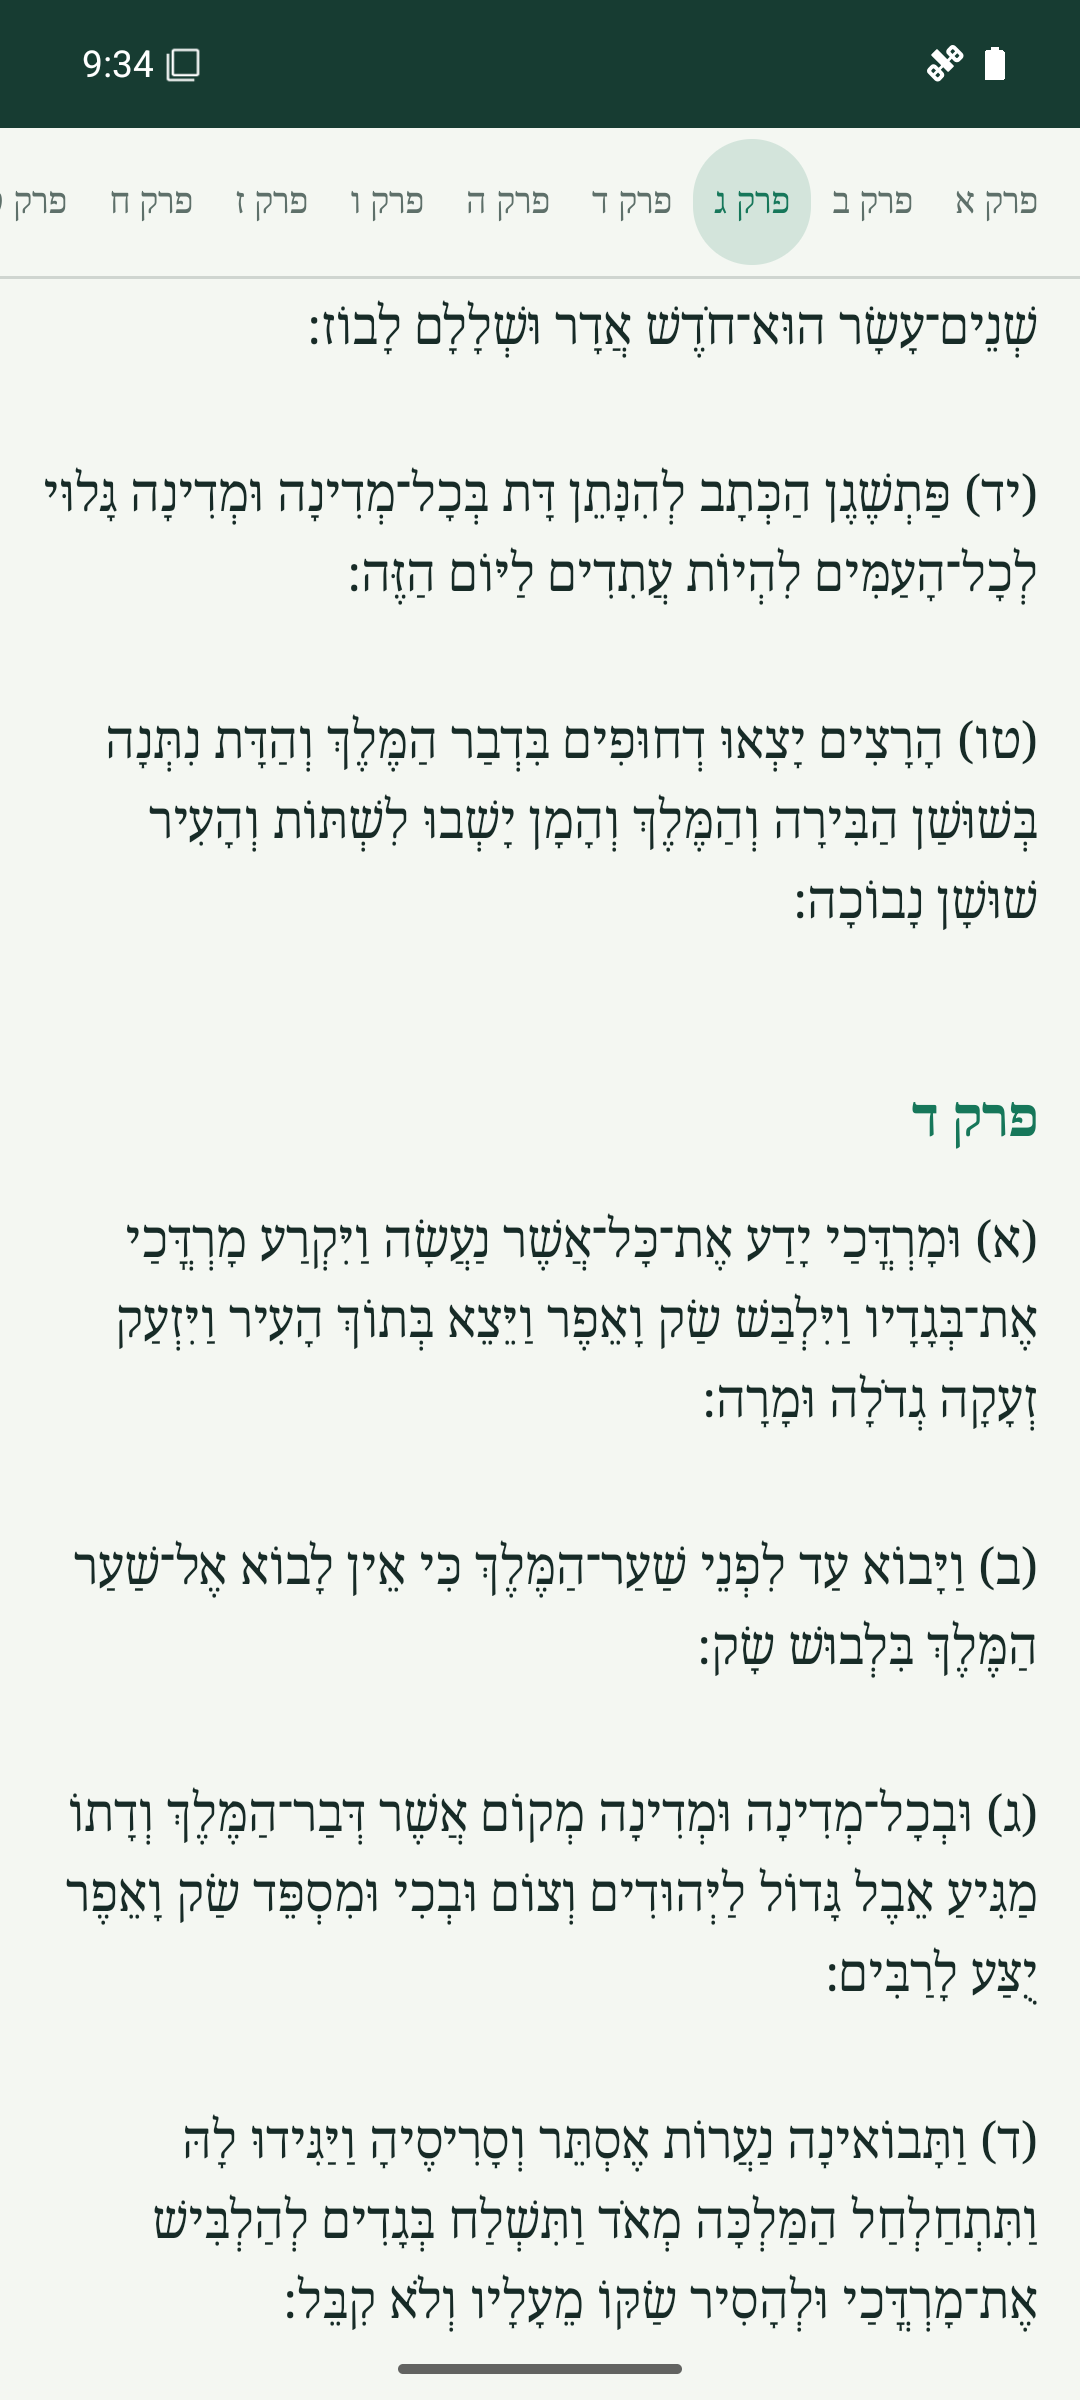 9:34
פרק א פרק ב פרק ג פרק ד פרק ה פרק ו פרק ז פרק ח פרק
שְׁנֵים־עָשָׂר הוּא־חֹדֶשׁ אֲדָר וּשְׁלָלָם לָבוֹז:
(יד) פַּתְשֶׁגֶן הַכְּתָב לְהִנָּתֵן דָּת בְּכָל־מְדִינָה וּמְדִינָה גָּלוּי
לְכָל־הָעַמִּים לִהְיוֹת עֲתִדִים לַיּוֹם הַזֶּה:
(טו) הָרָצִים יָצְאוּ דְחוּפִים בִּדְבַר הַמֶּלֶךְ וְהַדָּת נִתְּנָה
בְּשׁוּשַׁן הַבִּירָה וְהַמֶּלֶךְ וְהָמָן יָשְׁבוּ לִשְׁתּוֹת וְהָעִיר
שׁוּשָׁן נָבוֹכָה:
פרק ד
(א) וּמָרְדֳּכַי יָדַע אֶת־כָּל־אֲשֶׁר נַעֲשָׂה וַיִּקְרַע מָרְדֳּכַי
אֶת־בְּגָדָיו וַיִּלְבַּשׁ שַׂק וָאֵפֶר וַיֵּצֵא בְּתוֹךְ הָעִיר וַיִּזְעַק
זְעָקָה גְדֹלָה וּמָרָה:
(ב) וַיָּבוֹא עַד לִפְנֵי שַׁעַר־הַמֶּלֶךְ כִּי אֵין לָבוֹא אֶל־שַׁעַר
הַמֶּלֶךְ בִּלְבוּשׁ שָׂק:
(ג) וּבְכָל־מְדִינָה וּמְדִינָה מְקוֹם אֲשֶׁר דְּבַר־הַמֶּלֶךְ וְדָתוֹ
מַגִּיעַ אֵבֶל גָּדוֹל לַיְּהוּדִים וְצוֹם וּבְכִי וּמִסְפֵּד שַׂק וָאֵפֶר
יֻצַּע לָרַבִּים:
(ד) וַתָּבוֹאינָה נַעֲרוֹת אֶסְתֵּר וְסָרִיסֶיהָ וַיַּגִּידוּ לָהּ
וַתִּתְחַלְחַל הַמַּלְכָּה מְאֹד וַתִּשְׁלַח בְּגָדִים לְהַלְבִּישׁ
אֶת־מָרְדֳּכַי וּלְהָסִיר שַׂקּוֹ מֵעָלָיו וְלֹא קִבֵּל: